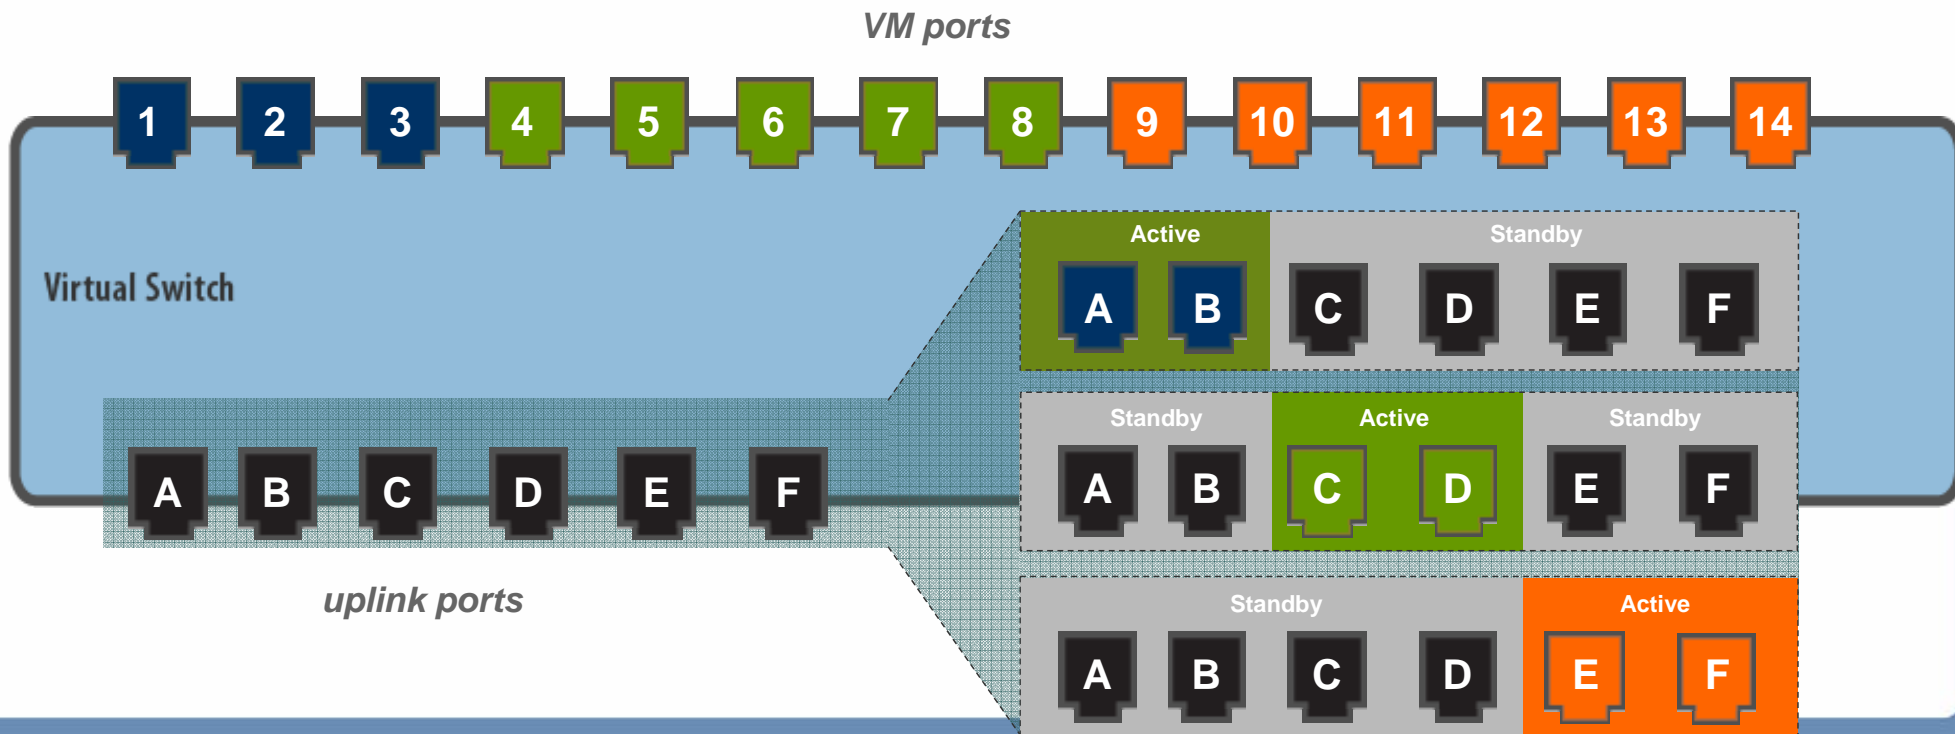 VM ports
1 2 3 4 5 6 7 8 9 10 11 12 13 14
Virtual Switch
Active Standby
A B C D E F
Standby Active Standby
A B C D E F
A B C D E F
uplink ports
Standby Active
A B C D E F